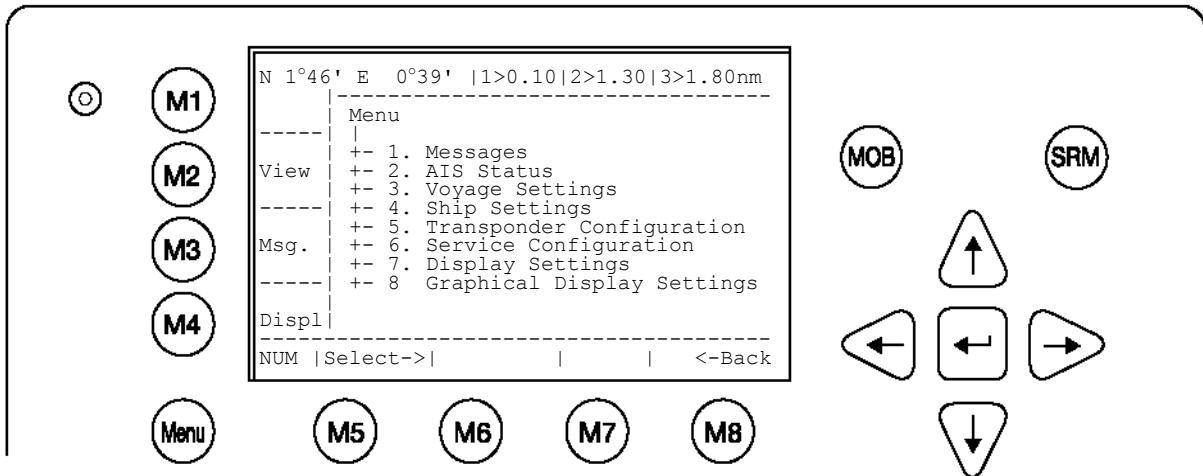 N 1°46' E 0°39' |1>0.10|2>1.30|3>1.80nm
Menu
+- 1. Messages
+- 2. AIS Status
+- 3. Voyage Settings
+- 4. Ship Settings
+- 5. Transponder Configuration
+- 6. Service Configuration
+- 7. Display Settings
+- 8 Graphical Display Settings
View
Msg.
Displ
NUM |Select->| | | <-Back
M1
M2
M3
M4
Menu
M5
M6
M7
M8
MOB
SRM